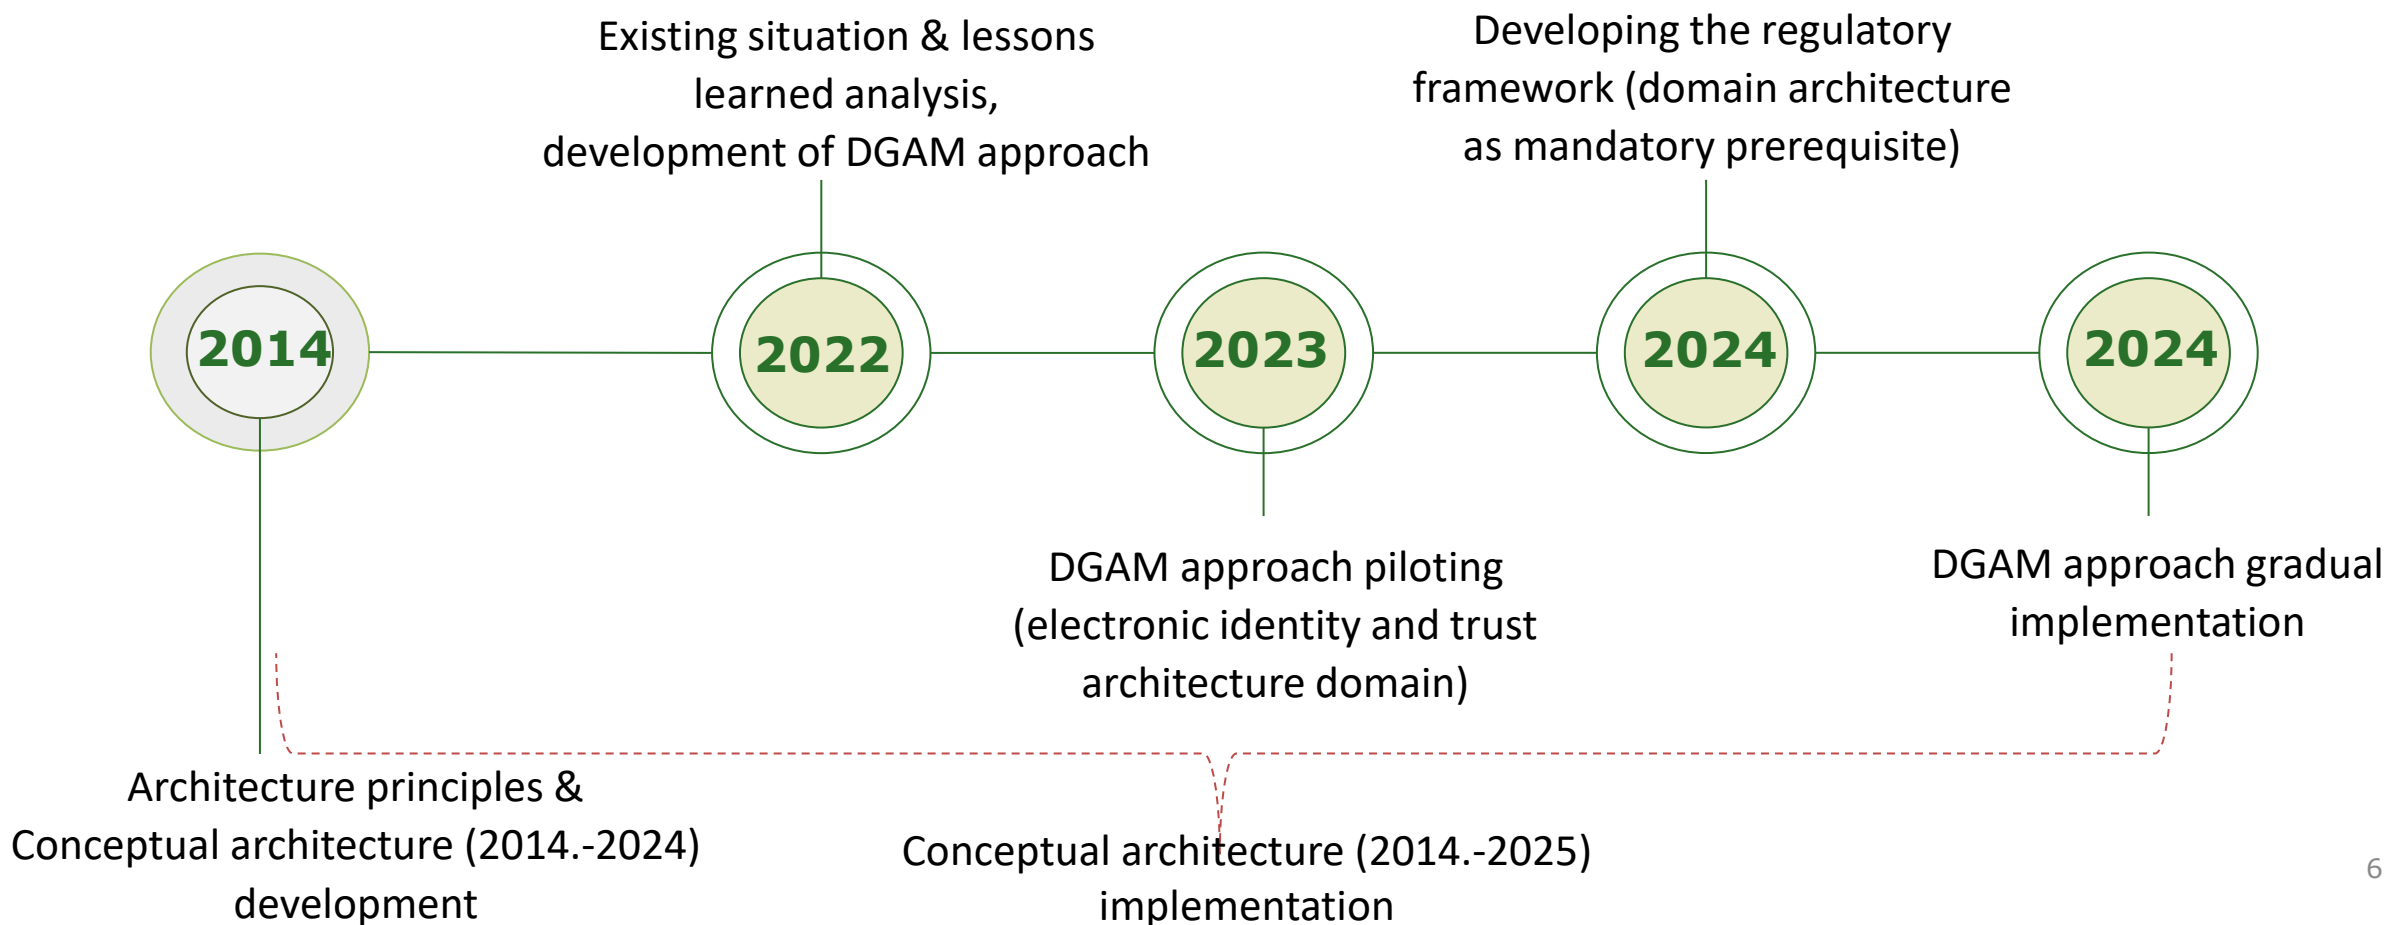 Existing situation & lessons
learned analysis,
development of DGAM approach
Developing the regulatory
framework (domain architecture
as mandatory prerequisite)
2014
2022
2023
2024
2024
DGAM approach piloting
(electronic identity and trust
architecture domain)
DGAM approach gradual
implementation
Architecture principles &
Conceptual architecture (2014.-2024)
development
Conceptual architecture (2014.-2025)
implementation
6